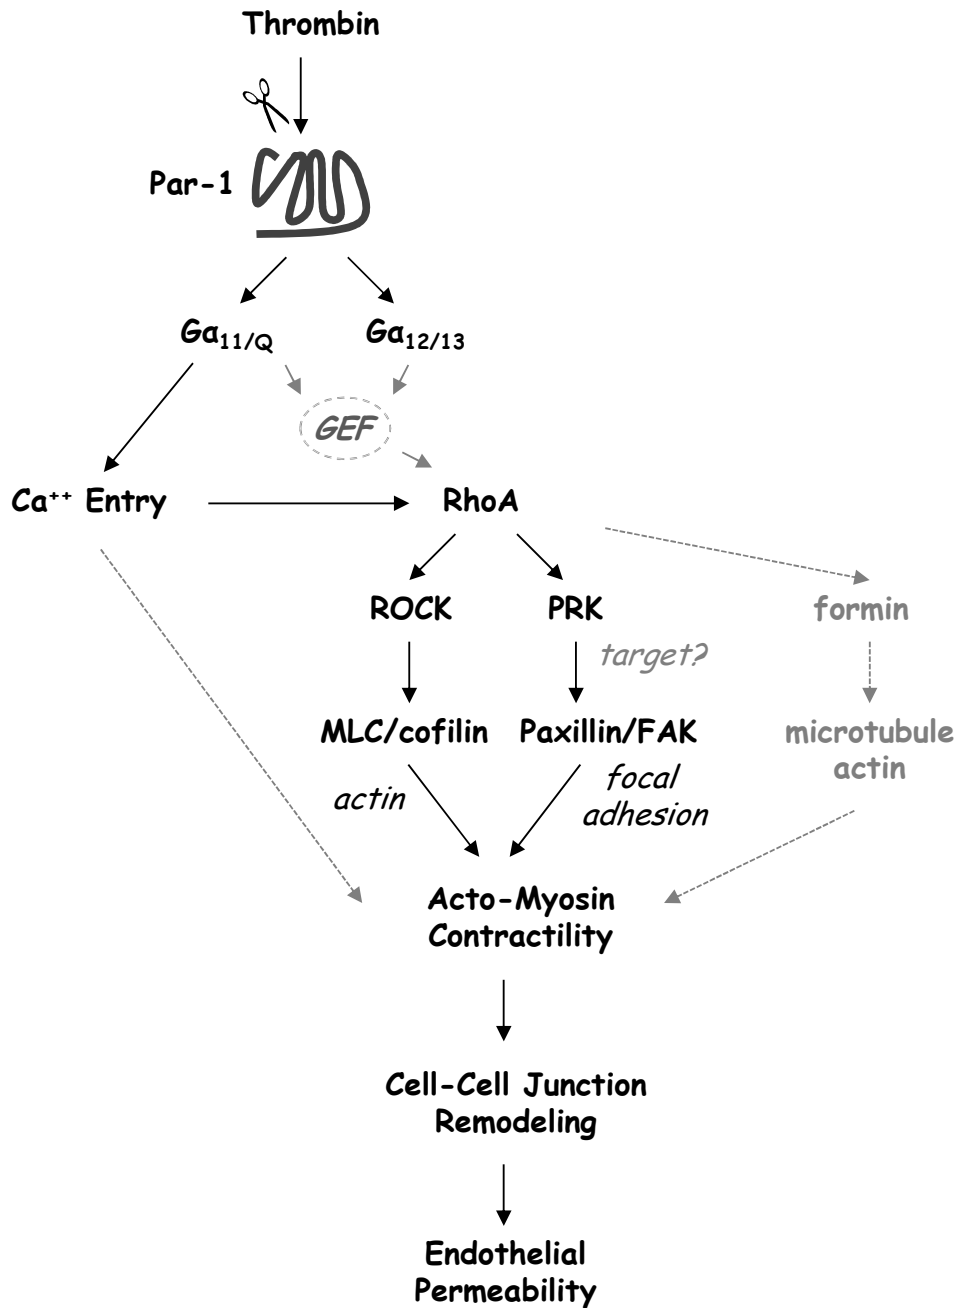 Thrombin
Par-1
Gα11/Q
Gα12/13
GEF
Ca++ Entry
RhoA
ROCK
PRK
formin
target?
MLC/cofilin
Paxillin/FAK
microtubule
actin
actin
focal
adhesion
Acto-Myosin
Contractility
Cell-Cell Junction
Remodeling
Endothelial
Permeability